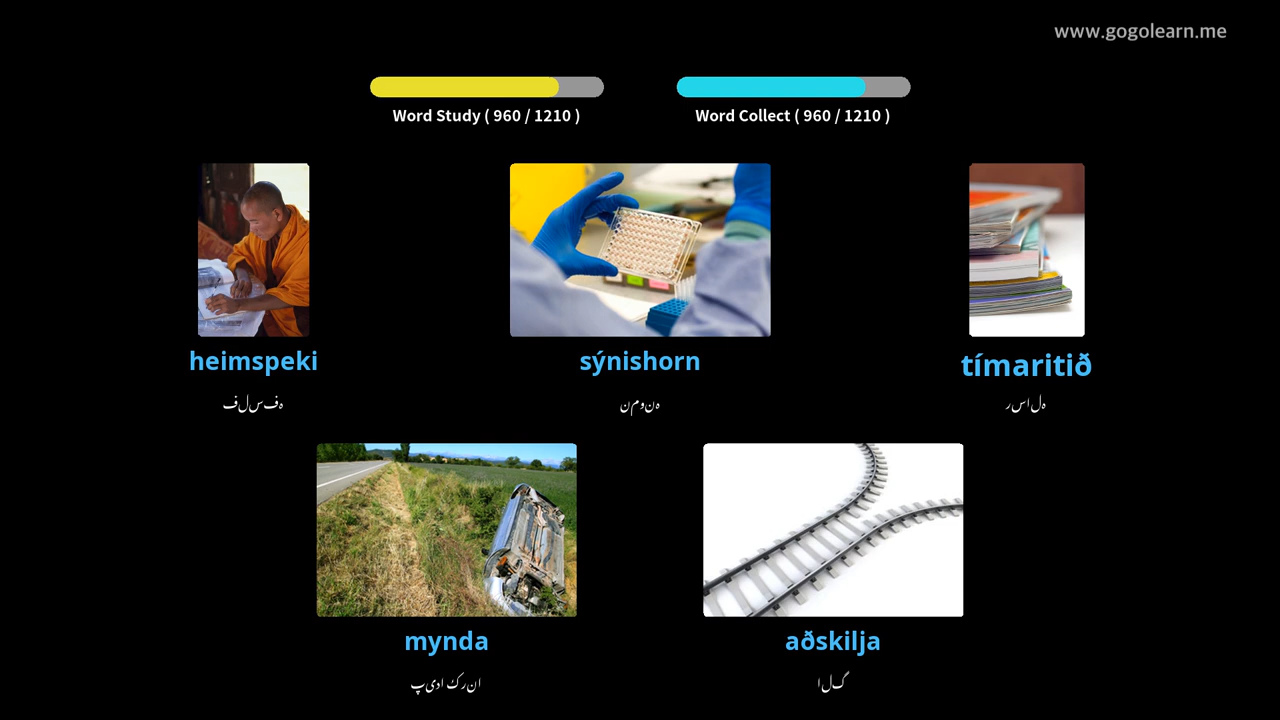 www.gogolearn.me
Word Study ( 960 / 1210 )
Word Collect ( 960 / 1210 )
heimspeki
sýnishorn
tímaritið
فلسفہ
نمونہ
رسالہ
mynda
aðskilja
پیدا کرنا
الگ